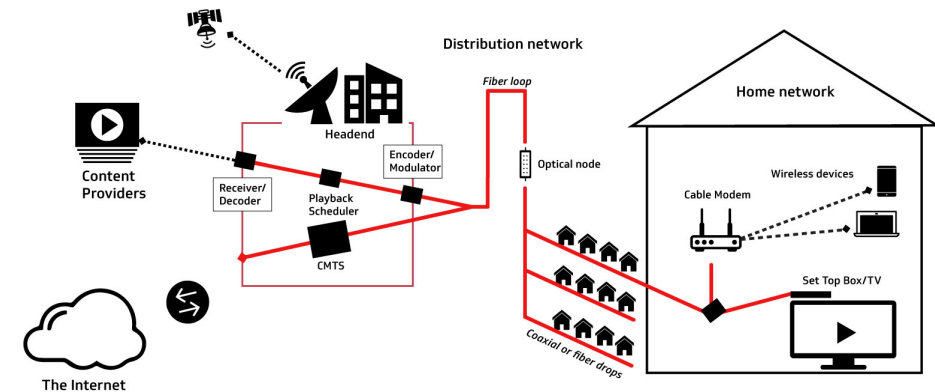 Distribution network
Fiber loop
Headend
Home network
Content
Providers
Receiver/
Decoder
Playback
Scheduler
Encoder/
Modulator
CMTS
Optical node
Wireless devices
Cable Modem
Set Top Box/TV
Coaxial or fiber drops
The Internet